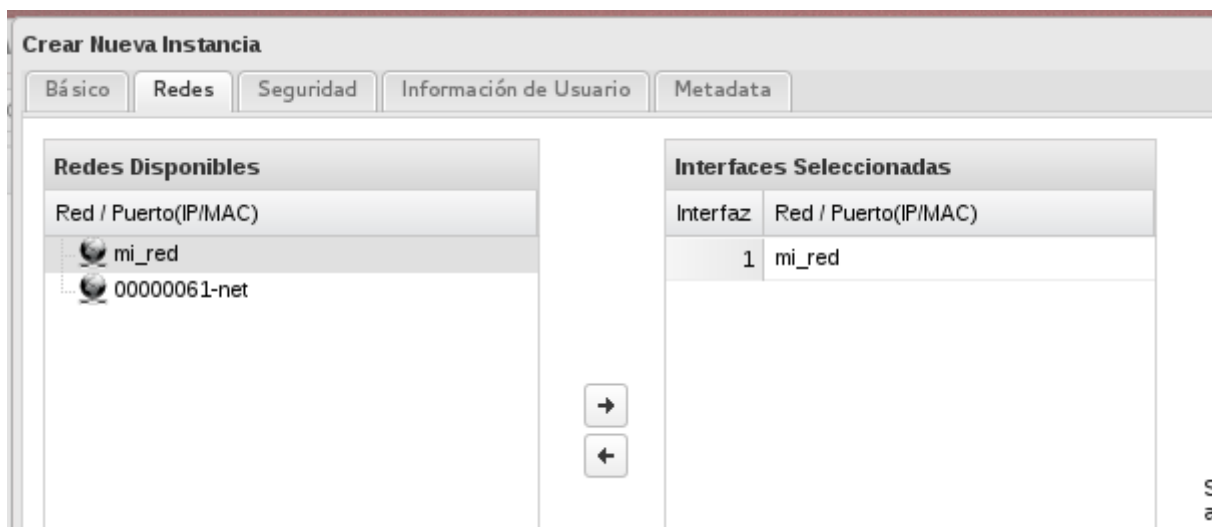 Crear Nueva Instancia
Básico Redes Seguridad Información de Usuario Metadata
Redes Disponibles
Red / Puerto(IP/MAC)
mi_red
00000061-net
Interfaces Seleccionadas
Interfaz Red / Puerto(IP/MAC)
1 mi_red